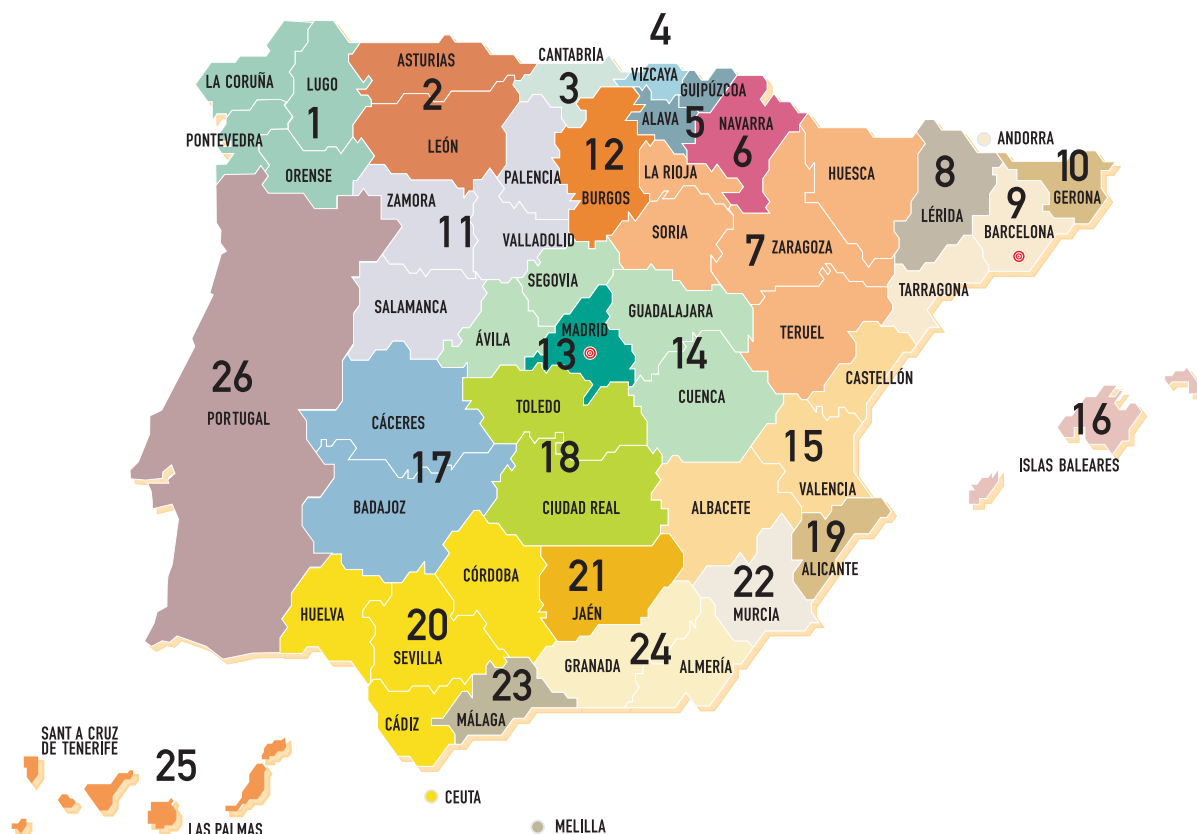 4
CANTABRIA
ASTURIAS
VIZCAYA
LA CORUÑA
LUGO
2
3
GUIPÚZCOA
1
ALAVA
5
NAVARRA
PONTEVEDRA
LEÓN
12
6
ANDORRA
ORENSE
PALENCIA
LA RIOJA
HUESCA
8
10
ZAMORA
BURGOS
LÉRIDA
9
GERONA
11
VALLADOLID
SORIA
7
ZARAGOZA
BARCELONA
SEGOVIA
TARRAGONA
SALAMANCA
GUADALAJARA
ÁVILA
MADRID
TERUEL
13
14
26
CASTELLÓN
PORTUGAL
CÁCERES
TOLEDO
CUENCA
16
17
18
15
ISLAS BALEARES
BADAJOZ
CIUDAD REAL
ALBACETE
VALENCIA
19
CÓRDOBA
21
22
ALICANTE
HUELVA
20
JAÉN
MURCIA
SEVILLA
GRANADA
24
ALMERÍA
23
CÁDIZ
MÁLAGA
SANT A CRUZ
DE TENERIFE
25
CEUTA
LAS PALMAS
MELILLA